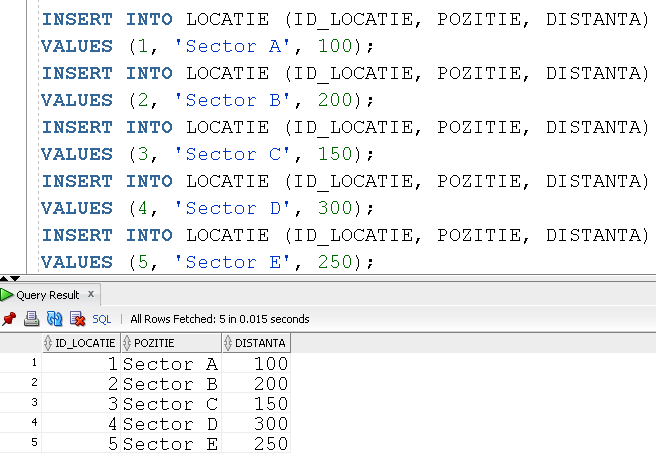 INSERT INTO LOCATIE (ID_LOCATIE, POZITIE, DISTANTA)
VALUES (1, 'Sector A', 100);
INSERT INTO LOCATIE (ID_LOCATIE, POZITIE, DISTANTA)
VALUES (2, 'Sector B', 200);
INSERT INTO LOCATIE (ID_LOCATIE, POZITIE, DISTANTA)
VALUES (3, 'Sector C', 150);
INSERT INTO LOCATIE (ID_LOCATIE, POZITIE, DISTANTA)
VALUES (4, 'Sector D', 300);
INSERT INTO LOCATIE (ID_LOCATIE, POZITIE, DISTANTA)
VALUES (5, 'Sector E', 250);
Query Result x
SQL | All Rows Fetched: 5 in 0.015 seconds
ID_LOCATIE POZITIE DISTANTA
1 1 Sector A 100
2 2 Sector B 200
3 3 Sector C 150
4 4 Sector D 300
5 5 Sector E 250